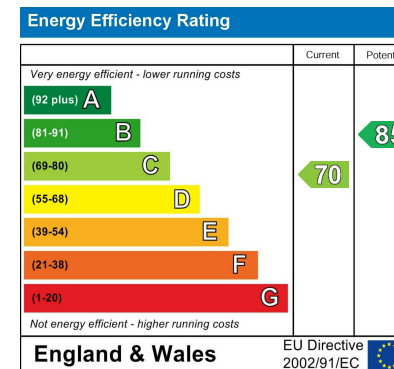 Energy Efficiency Rating
Current Potent
Very energy efficient - lower running costs
(92 plus) A
(81-91) B
(69-80) C
70
(55-68) D
(39-54) E
(21-38) F
(1-20) G
Not energy efficient - higher running costs
England & Wales
EU Directive
2002/91/EC